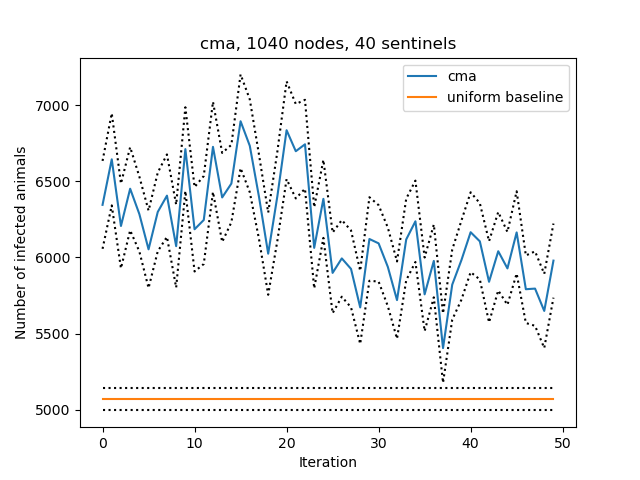 cma, 1040 nodes, 40 sentinels
cma
uniform baseline
Number of infected animals
7000
6500
6000
5500
5000
0 10 20 30 40 50
Iteration